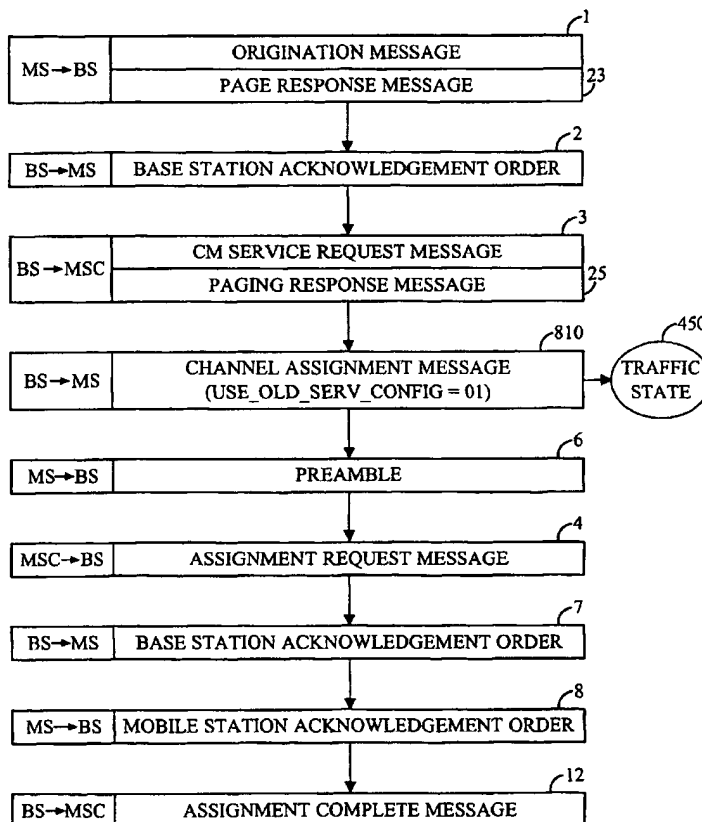 1
MS→BS
ORIGINATION MESSAGE
PAGE RESPONSE MESSAGE
23
2
BS→MS
BASE STATION ACKNOWLEDGEMENT ORDER
3
BS→MSC
CM SERVICE REQUEST MESSAGE
PAGING RESPONSE MESSAGE
25
810
BS→MS
CHANNEL ASSIGNMENT MESSAGE
(USE_OLD_SERV_CONFIG = 01)
450
TRAFFIC
STATE
6
MS→BS
PREAMBLE
4
MSC→BS
ASSIGNMENT REQUEST MESSAGE
7
BS→MS
BASE STATION ACKNOWLEDGEMENT ORDER
8
MS→BS
MOBILE STATION ACKNOWLEDGEMENT ORDER
12
BS→MSC
ASSIGNMENT COMPLETE MESSAGE